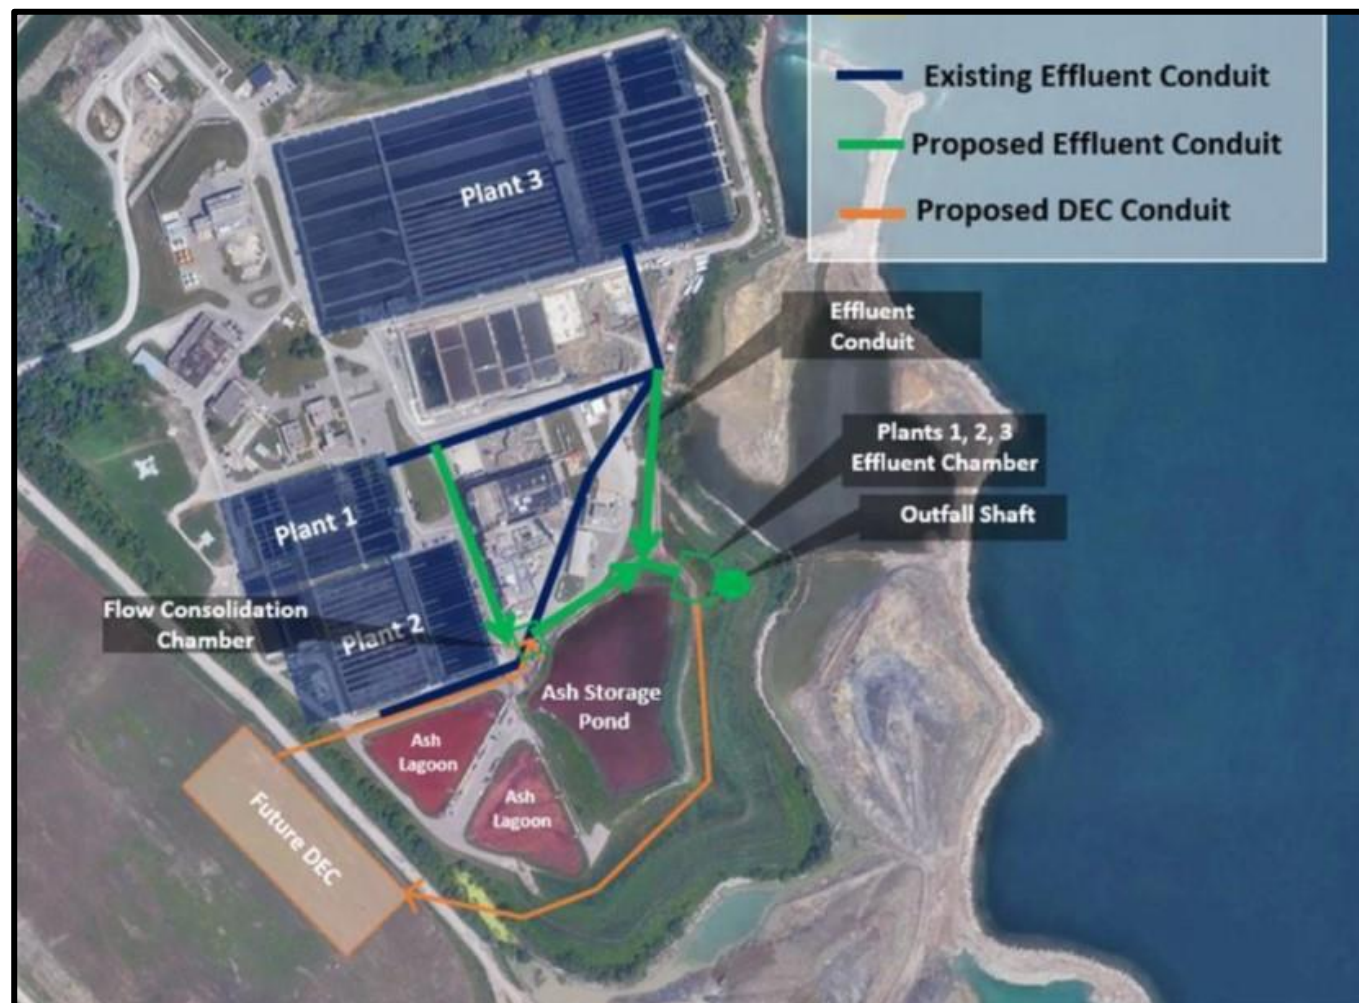 Existing Effluent Conduit
Proposed Effluent Conduit
Proposed DEC Conduit
Plant 3
Effluent
Conduit
Plants 1, 2, 3
Effluent Chamber
Outfall Shaft
Plant 1
Flow Consolidation
Chamber
Plant 2
Ash Storage
Pond
Ash
Lagoon
Ash
Lagoon
Future DEC